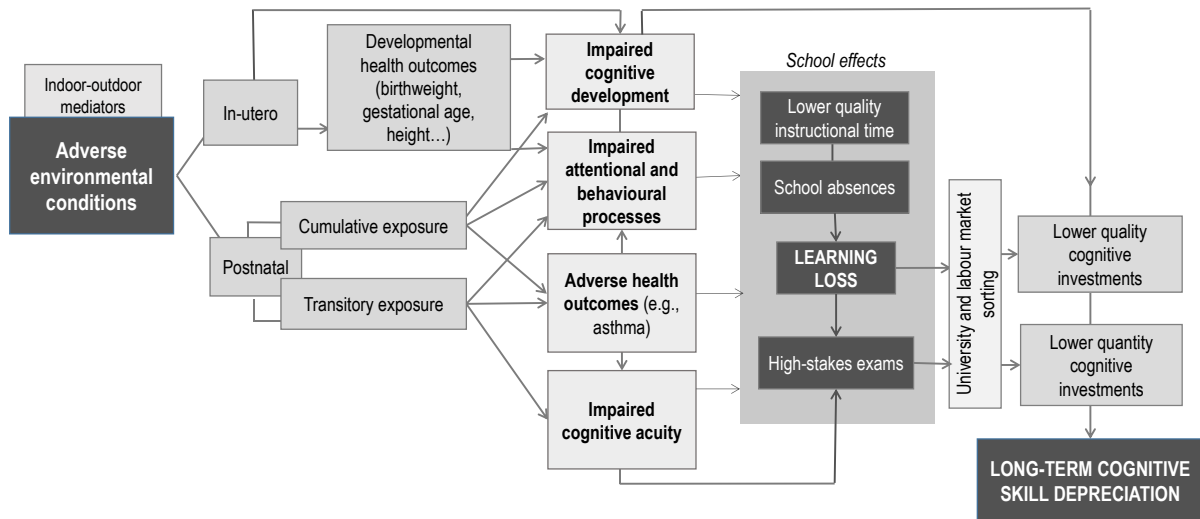 Indoor-outdoor
mediators
Adverse
environmental
conditions
In-utero
Postnatal
Developmental
health outcomes
(birthweight,
gestational age,
height…)
Cumulative exposure
Transitory exposure
Impaired
cognitive
development
Impaired
attentional and
behavioural
processes
Adverse health
outcomes (e.g.,
asthma)
Impaired
cognitive acuity
School effects
Lower quality
instructional time
School absences
LEARNING
LOSS
High-stakes exams
University and labour market
sorting
Lower quality
cognitive
investments
Lower quantity
cognitive
investments
LONG-TERM COGNITIVE
SKILL DEPRECIATION